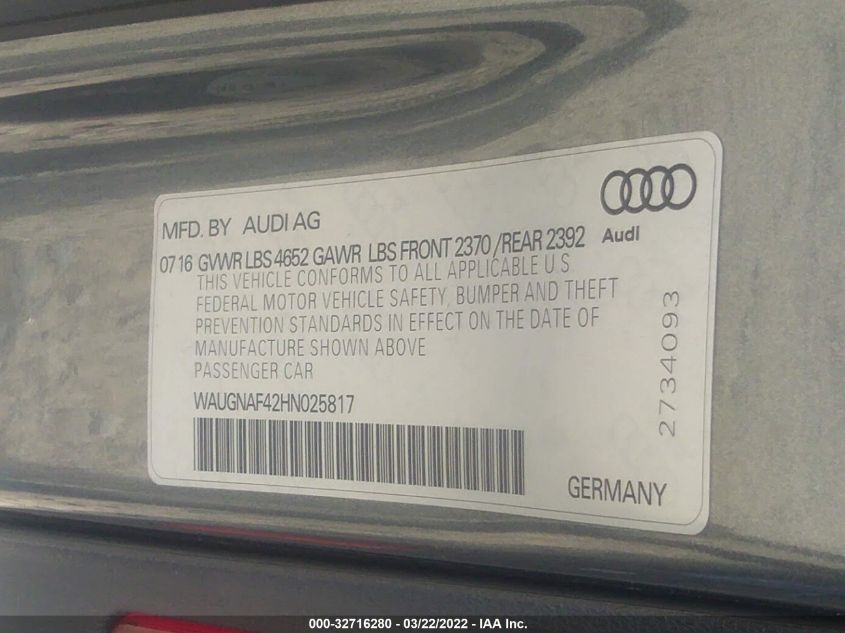 MFD. BY AUDI AG
Audi
07 16 GVWR LBS 4652 GAWR LBS FRONT 2370 /REAR 2392
THIS VEHICLE CONFORMS TO ALL APPLICABLE U S
FEDERAL MOTOR VEHICLE SAFETY, BUMPER AND THEFT
PREVENTION STANDARDS IN EFFECT ON THE DATE OF
MANUFACTURE SHOWN ABOVE
PASSENGER CAR
WAUGNAF42HN025817
2734093
GERMANY
000-32716280 - 03/22/2022 - IAA Inc.